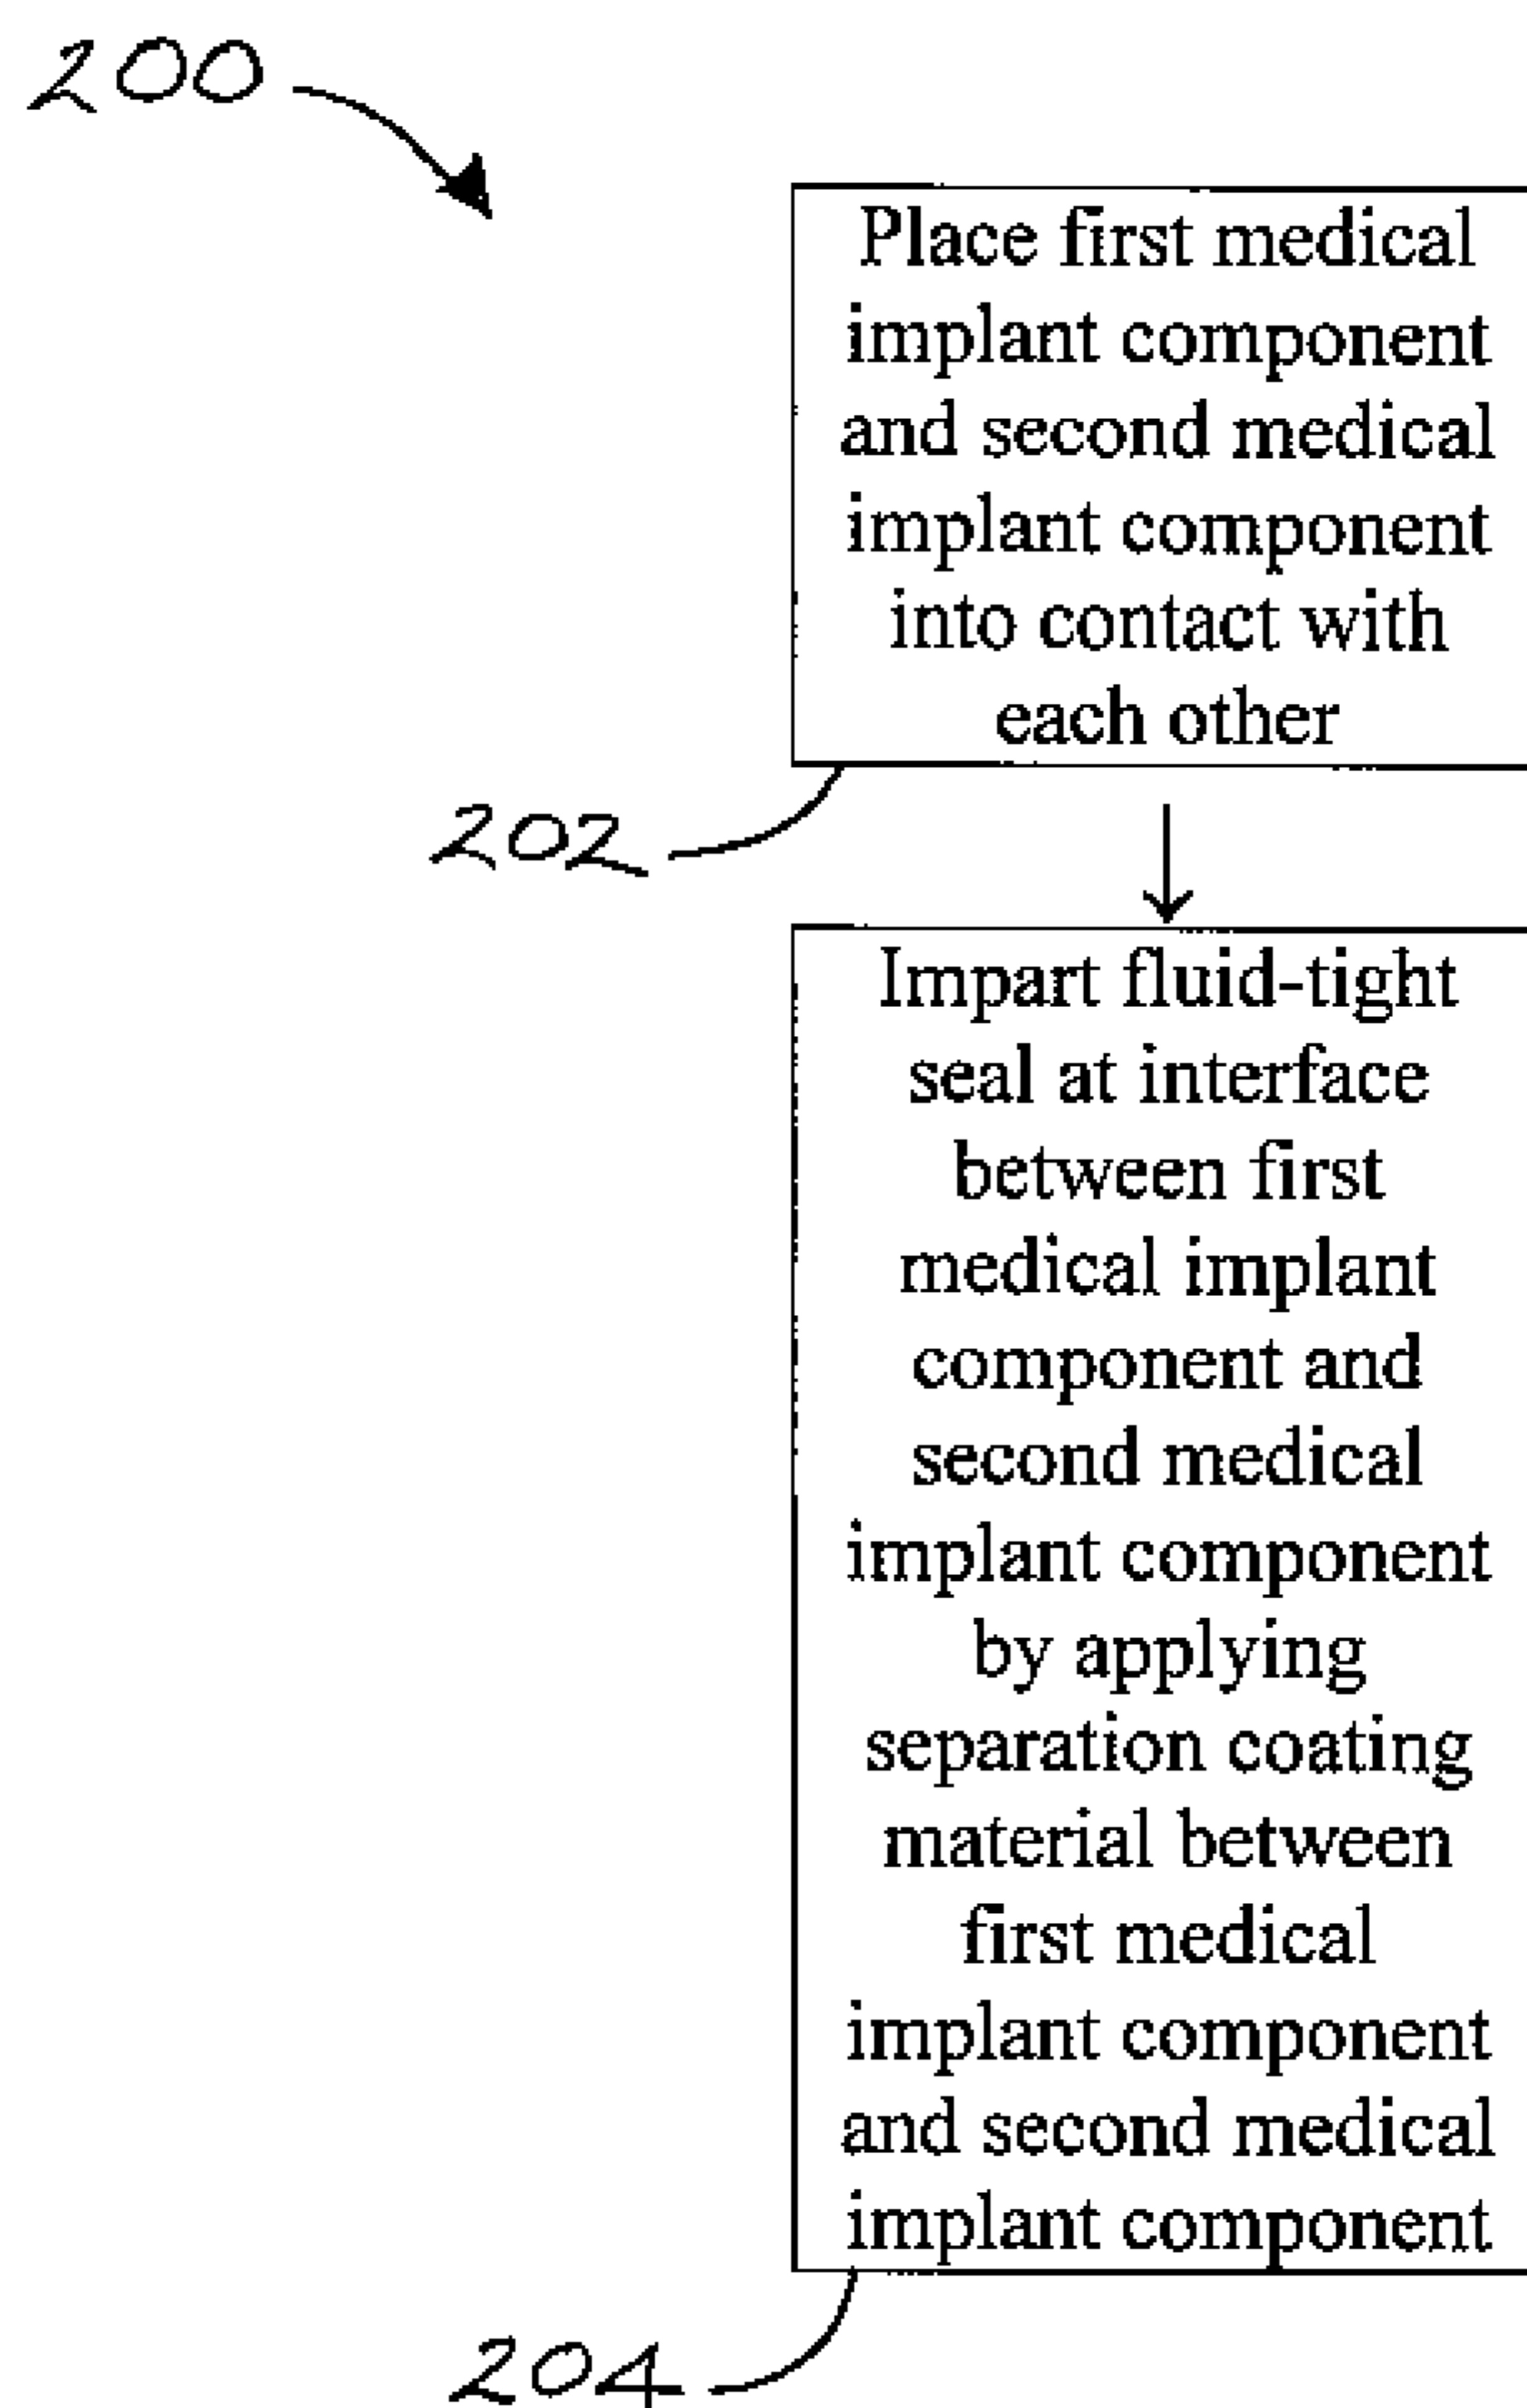 200
Place first medical
implant component
and second medical
implant component
into contact with
each other
202
Impart fluid-tight
seal at interface
between first
medical implant
component and
second medical
implant component
by applying
separation coating
material between
first medical
implant component
and second medical
implant component
204